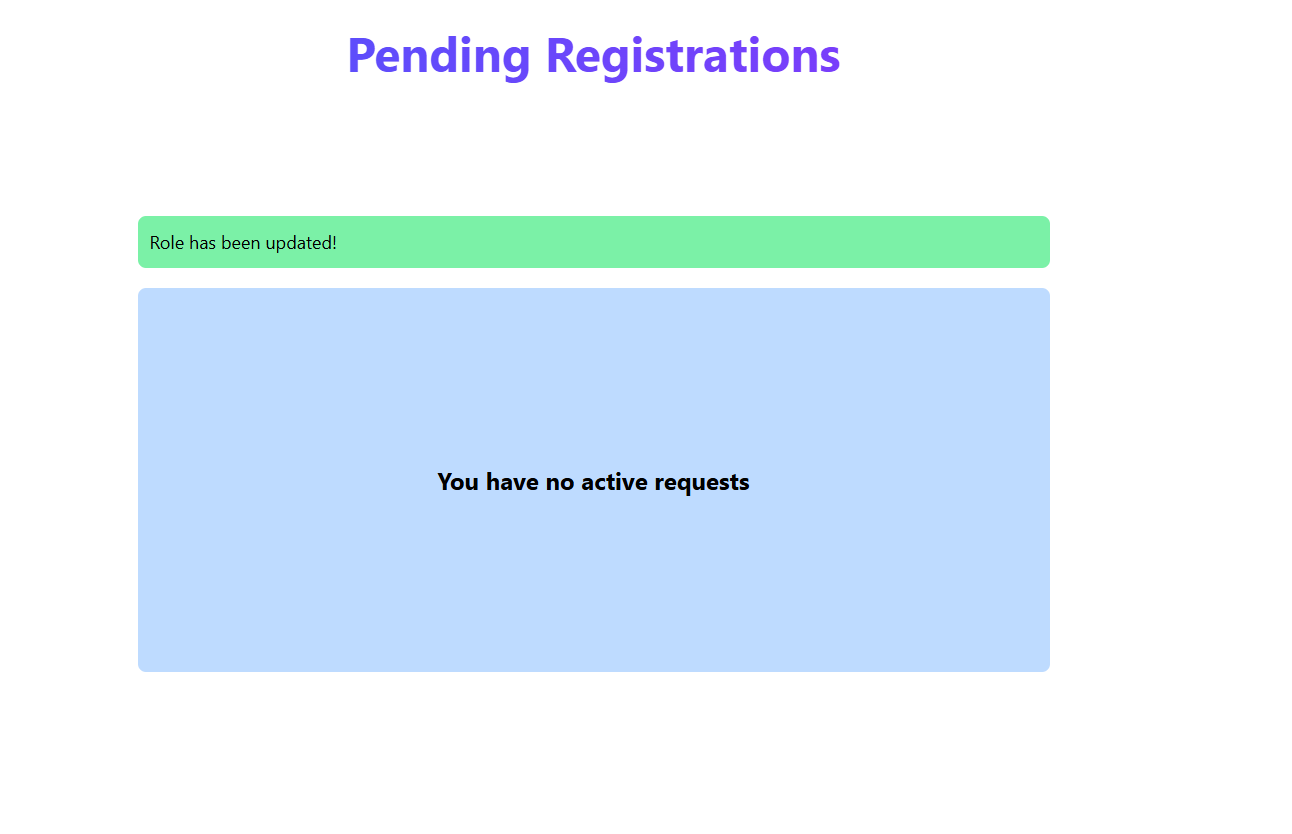 Pending Registrations
Role has been updated!
You have no active requests